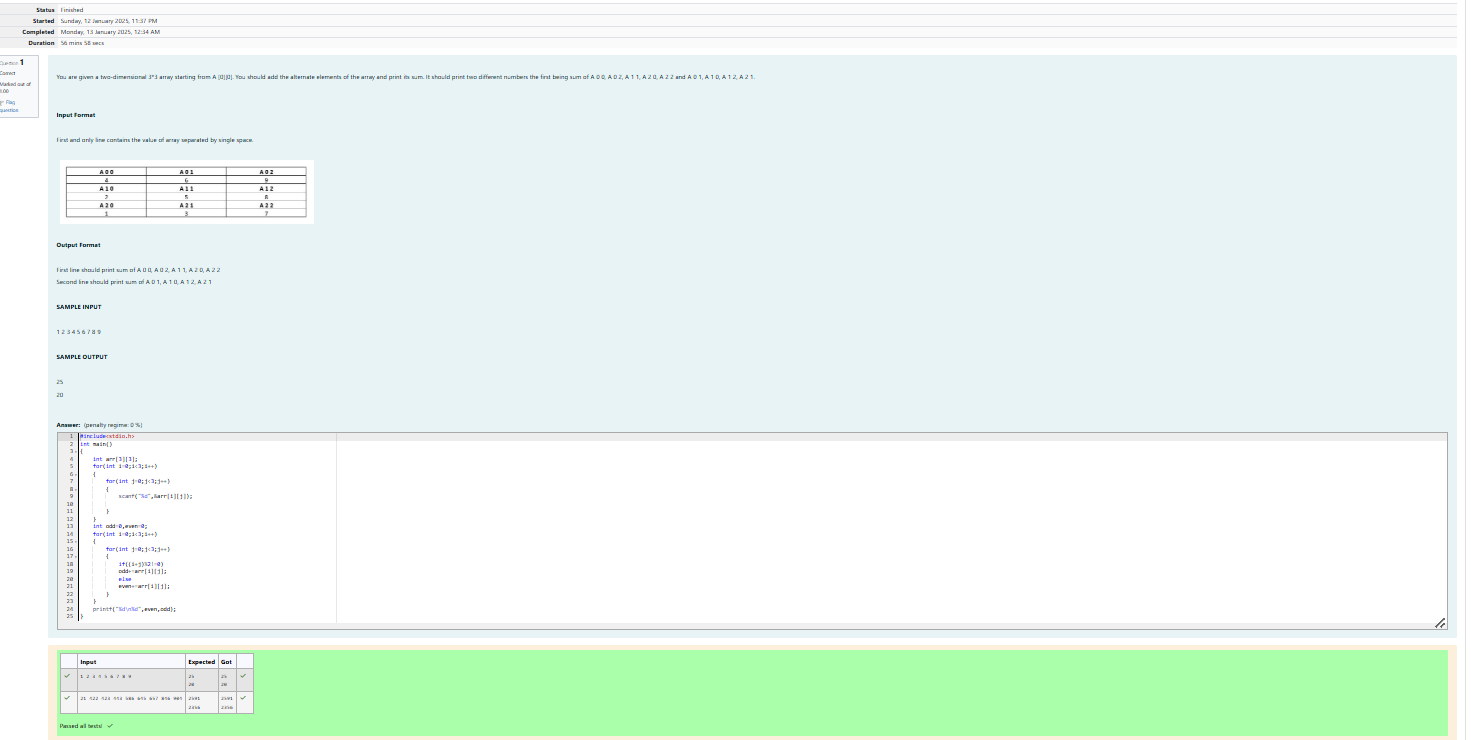 Status Finished
Started Sunday, 12 January 2025, 11:37 PM
Completed Monday, 13 January 2025, 12:34 AM
Duration 56 mins 58 secs
Question 1
Correct
Marked out of
1.00
Flag
question
You are given a two-dimensional 3*3 array starting from A [0][0]. You should add the alternate elements of the array and print its sum. It should print two different numbers the first being sum of A 0 0, A 0 2, A 1 1, A 2 0, A 2 2 and A 0 1, A 1 0, A 1 2, A 2 1.
Input Format
First and only line contains the value of array separated by single space.
A 0 0 A 0 1 A 0 2
4 6 9
A 1 0 A 1 1 A 1 2
2 5 8
A 2 0 A 2 1 A 2 2
1 3 7
Output Format
First line should print sum of A 0 0, A 0 2, A 1 1, A 2 0, A 2 2
Second line should print sum of A 0 1, A 1 0, A 1 2, A 2 1
SAMPLE INPUT
1 2 3 4 5 6 7 8 9
SAMPLE OUTPUT
25
20
Answer: (penalty regime: 0 %)
1 #include<stdio.h>
2 int main()
3 {
4 int arr[3][3];
5 for(int i=0;i<3;i++)
6 {
7 for(int j=0;j<3;j++)
8 {
9 scanf("%d",&arr[i][j]);
10
11 }
12 }
13 int odd=0,even=0;
14 for(int i=0;i<3;i++)
15 {
16 for(int j=0;j<3;j++)
17 {
18 if((i+j)%2!=0)
19 odd+=arr[i][j];
20 else
21 even+=arr[i][j];
22 }
23 }
24 printf("%d\n%d",even,odd);
25 }
Input Expected Got
1 2 3 4 5 6 7 8 9 25 25
20 20
21 422 423 443 586 645 657 846 904 2591 2591
2356 2356
Passed all tests!